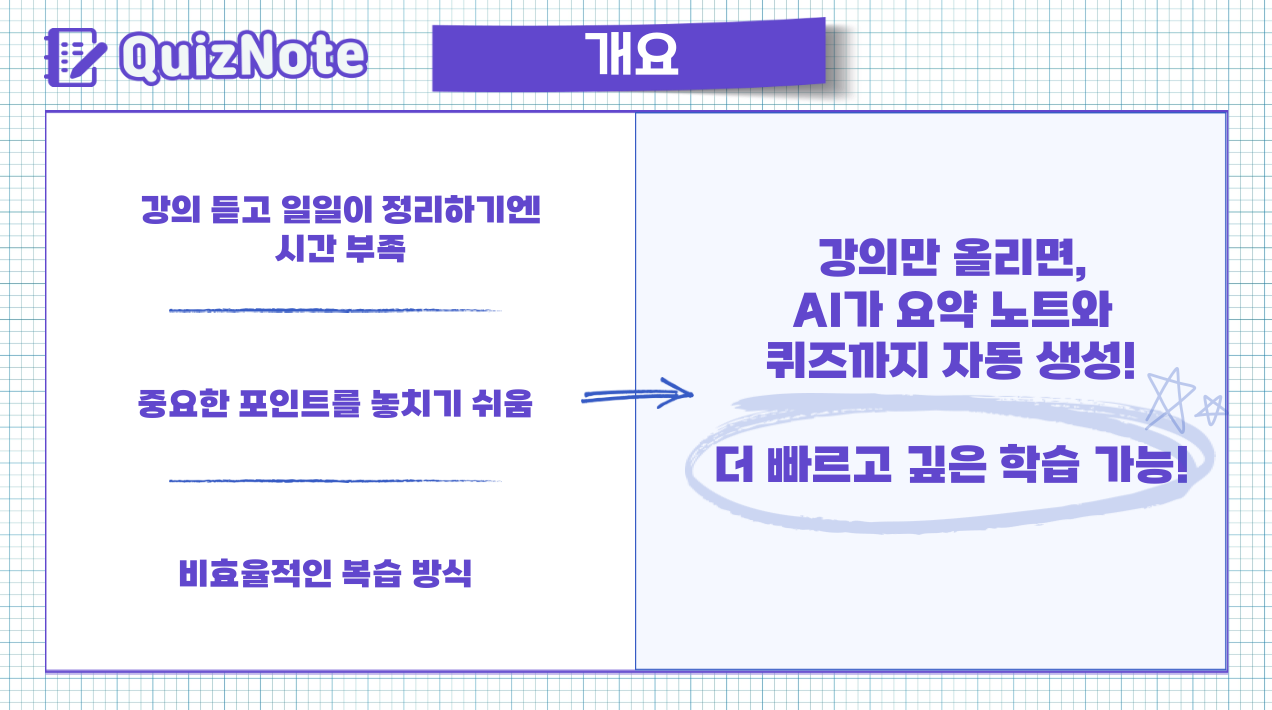 QuizNote
개요
강의 듣고 일일이 정리하기엔
시간 부족
중요한 포인트를 놓치기 쉬움
비효율적인 복습 방식
강의만 올리면,
AI가 요약 노트와
퀴즈까지 자동 생성!
더 빠르고 깊은 학습 가능!